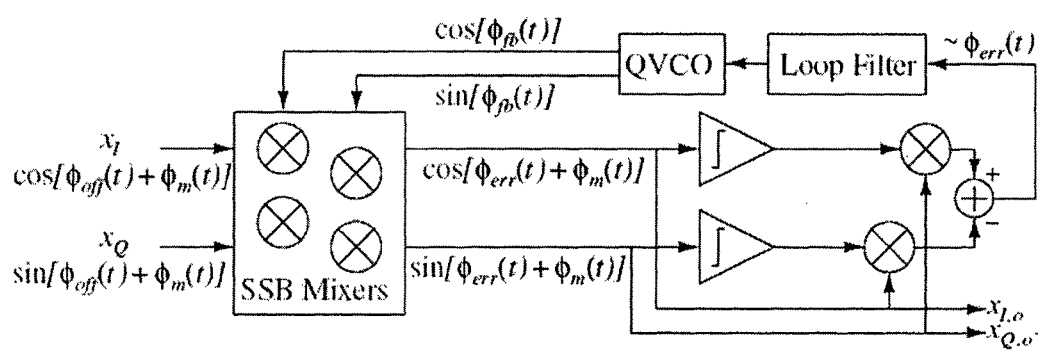 cos[ϕfb(t)]
QVCO
Loop Filter
~ ϕerr(t)
sin[ϕfb(t)]
xI
cos[ϕoff(t) + ϕm(t)]
cos[ϕerr(t) + ϕm(t)]
+
−
xQ
sin[ϕoff(t) + ϕm(t)]
sin[ϕerr(t) + ϕm(t)]
SSB Mixers
xI,o
xQ,o